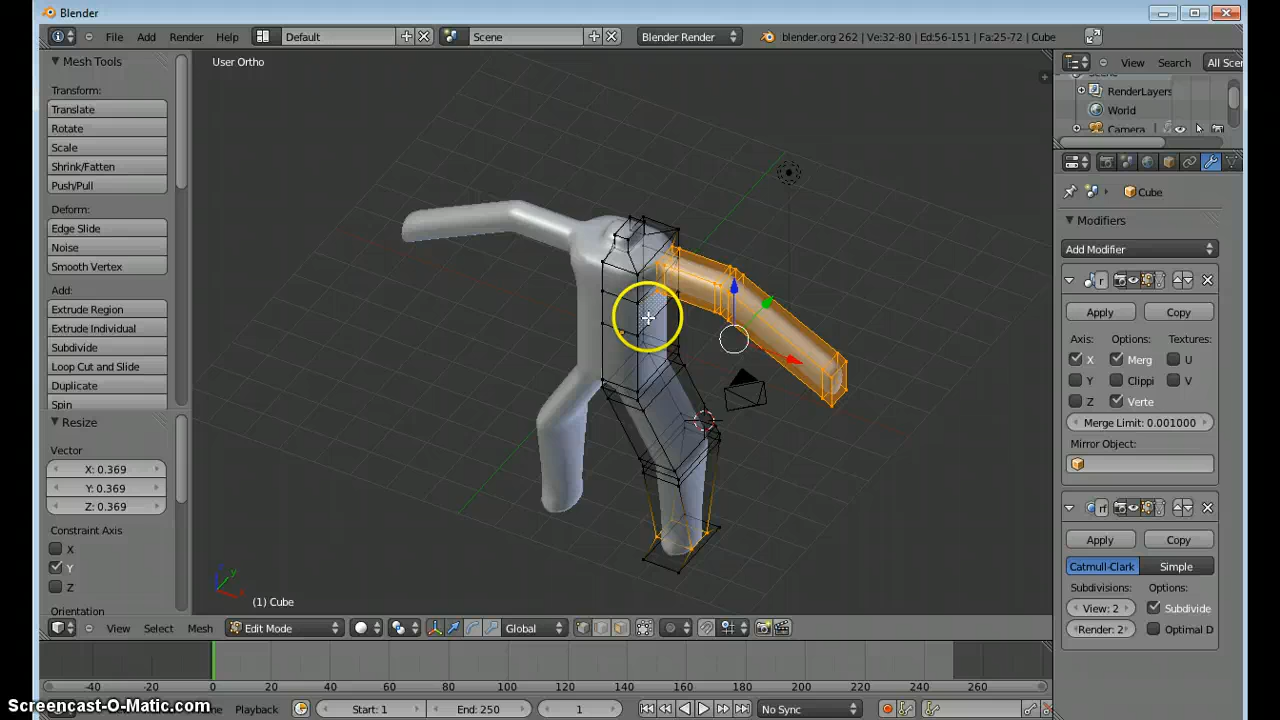 Blender
File Add Render Help Default Scene Blender Render blender.org 262 | Ve:32-80 | Ed:56-151 | Fa:25-72 | Cube
View Search All Scen
Mesh Tools
User Ortho
Transform:
Translate
Rotate
Scale
Shrink/Fatten
Push/Pull
Deform:
Edge Slide
Noise
Smooth Vertex
Add:
Extrude Region
Extrude Individual
Subdivide
Loop Cut and Slide
Duplicate
Spin
Resize
Vector
X: 0.369
Y: 0.369
Z: 0.369
Constraint Axis
X
Y
Z
Orientation
RenderLayers
World
Camera
Cube
Modifiers
Add Modifier
Apply Copy
Axis: Options: Textures:
X Merg U
Y Clippi V
Z Verte
Merge Limit: 0.001000
Mirror Object:
Apply Copy
Catmull-Clark Simple
Subdivisions: Options:
View: 2 Subdivide
Render: 2 Optimal D
x y z
(1) Cube
View Select Mesh Edit Mode Global
-40 -20 0 20 40 60 80 100 120 140 160 180 200 220 240 260
Playback Start: 1 End: 250 1 No Sync
Screencast-O-Matic.com